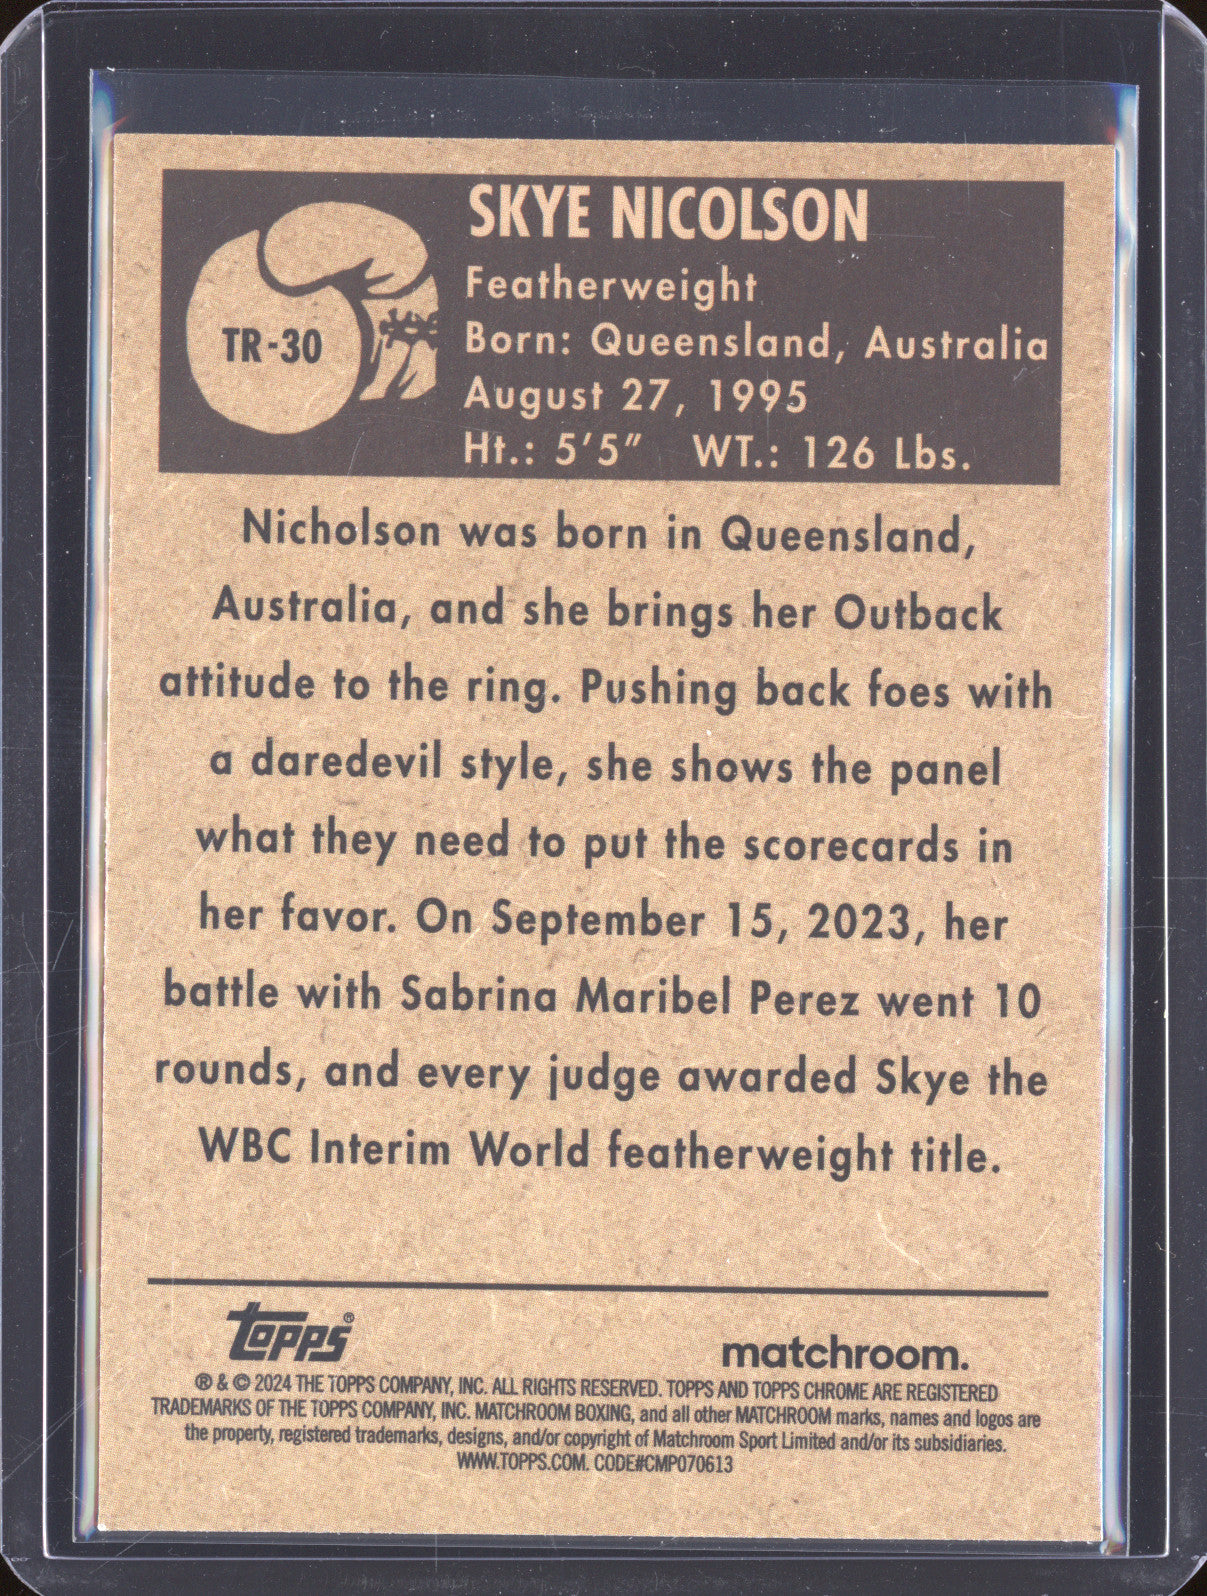 SKYE NICOLSON
TR-30
Featherweight
Born: Queensland, Australia
August 27, 1995
Ht.: 5'5" WT.: 126 Lbs.
Nicholson was born in Queensland,
Australia, and she brings her Outback
attitude to the ring. Pushing back foes with
a daredevil style, she shows the panel
what they need to put the scorecards in
her favor. On September 15, 2023, her
battle with Sabrina Maribel Perez went 10
rounds, and every judge awarded Skye the
WBC Interim World featherweight title.
Topps®
matchroom.
® & © 2024 THE TOPPS COMPANY, INC. ALL RIGHTS RESERVED. TOPPS AND TOPPS CHROME ARE REGISTERED
TRADEMARKS OF THE TOPPS COMPANY, INC. MATCHROOM BOXING, and all other MATCHROOM marks, names and logos are
the property, registered trademarks, designs, and/or copyright of Matchroom Sport Limited and/or its subsidiaries.
WWW.TOPPS.COM. CODE#CMP070613